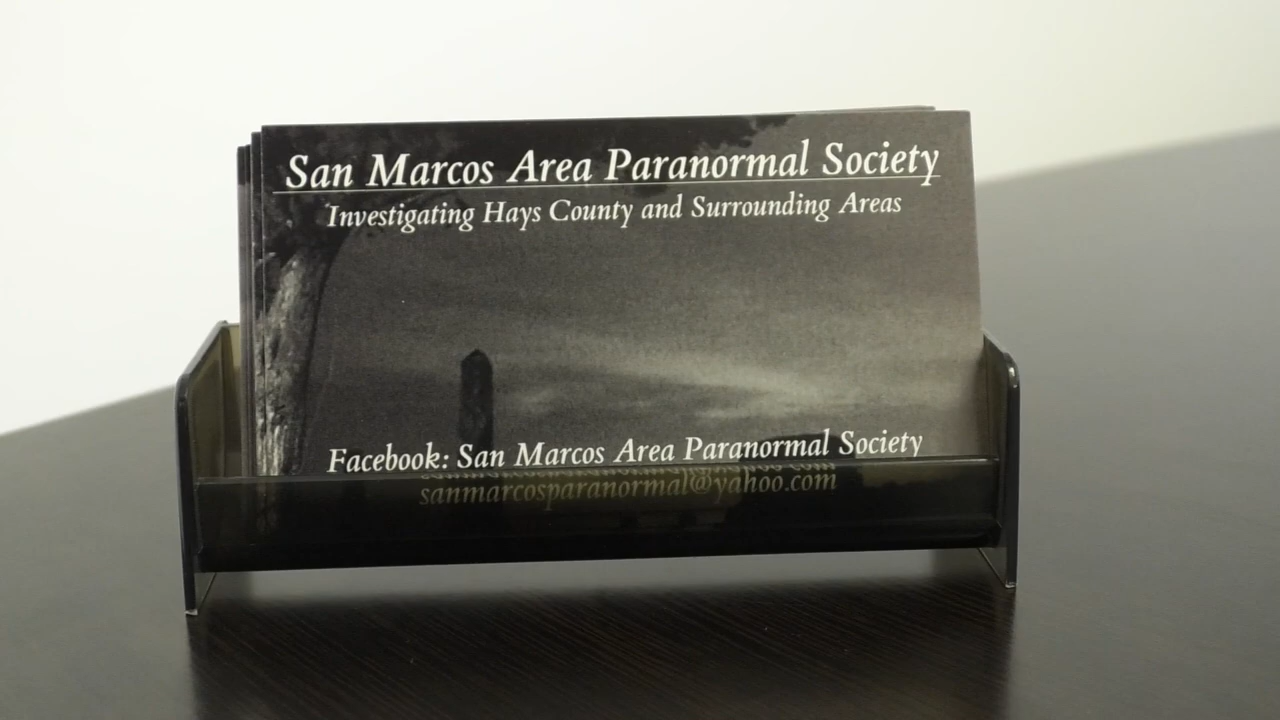 San Marcos Area Paranormal Society
Investigating Hays County and Surrounding Areas
Facebook: San Marcos Area Paranormal Society
sanmarcosparanormal@yahoo.com